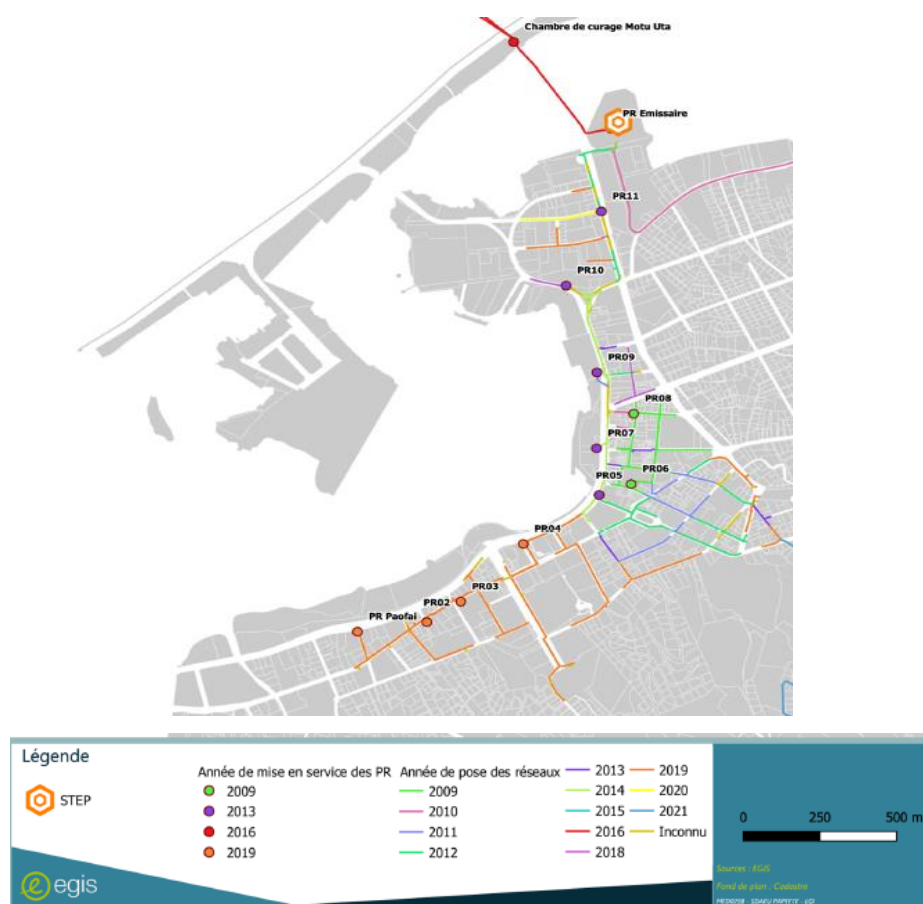 Chambre de curage Motu Uta
PR Emissaire
PR11
PR10
PR09
PR08
PR07
PR06
PR05
PR04
PR03
PR02
PR Paofai
Légende
STEP
Année de mise en service des PR
2009
2013
2016
2019
Année de pose des réseaux
2009
2010
2011
2012
2013
2014
2015
2016
2018
2019
2020
2021
Inconnu
0 250 500 m
egis
Sources : EGIS
Fond de plan : Cadastre